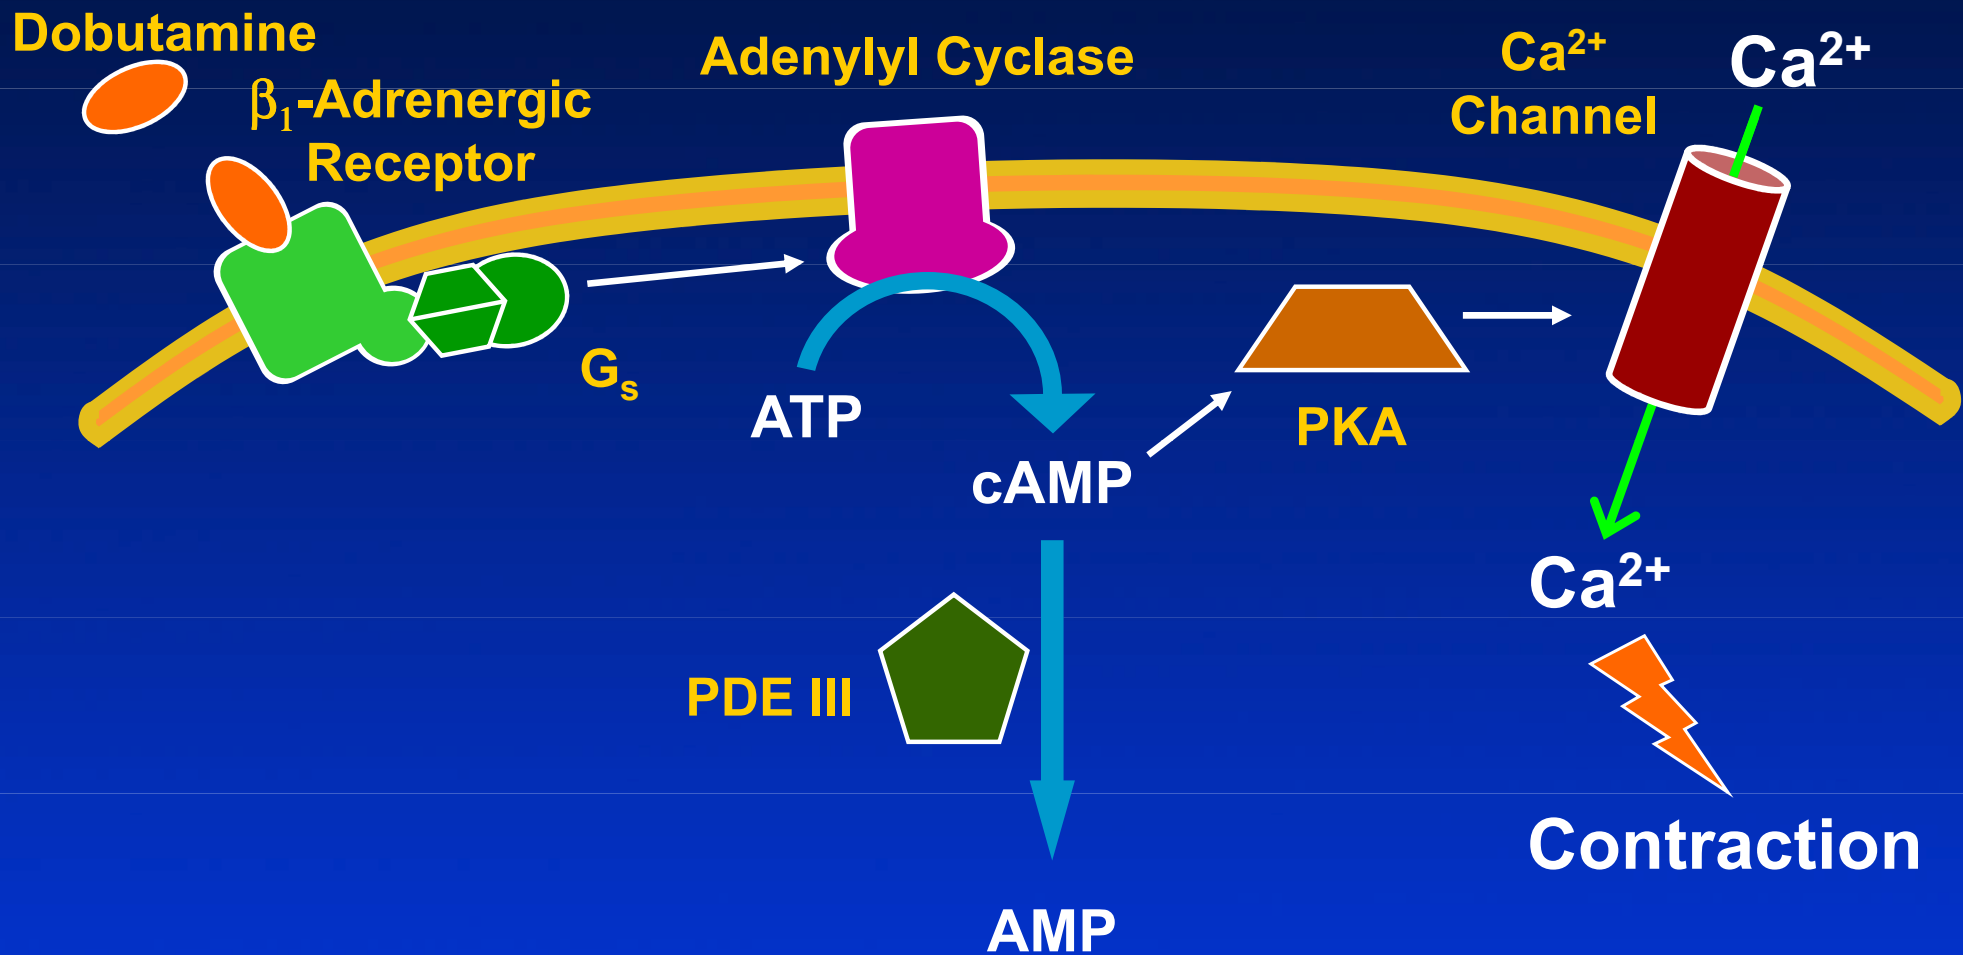 Dobutamine
β₁-Adrenergic
Receptor
Adenylyl Cyclase
Ca²⁺
Channel
Ca²⁺
Gₛ
ATP
cAMP
PKA
Ca²⁺
PDE III
Contraction
AMP